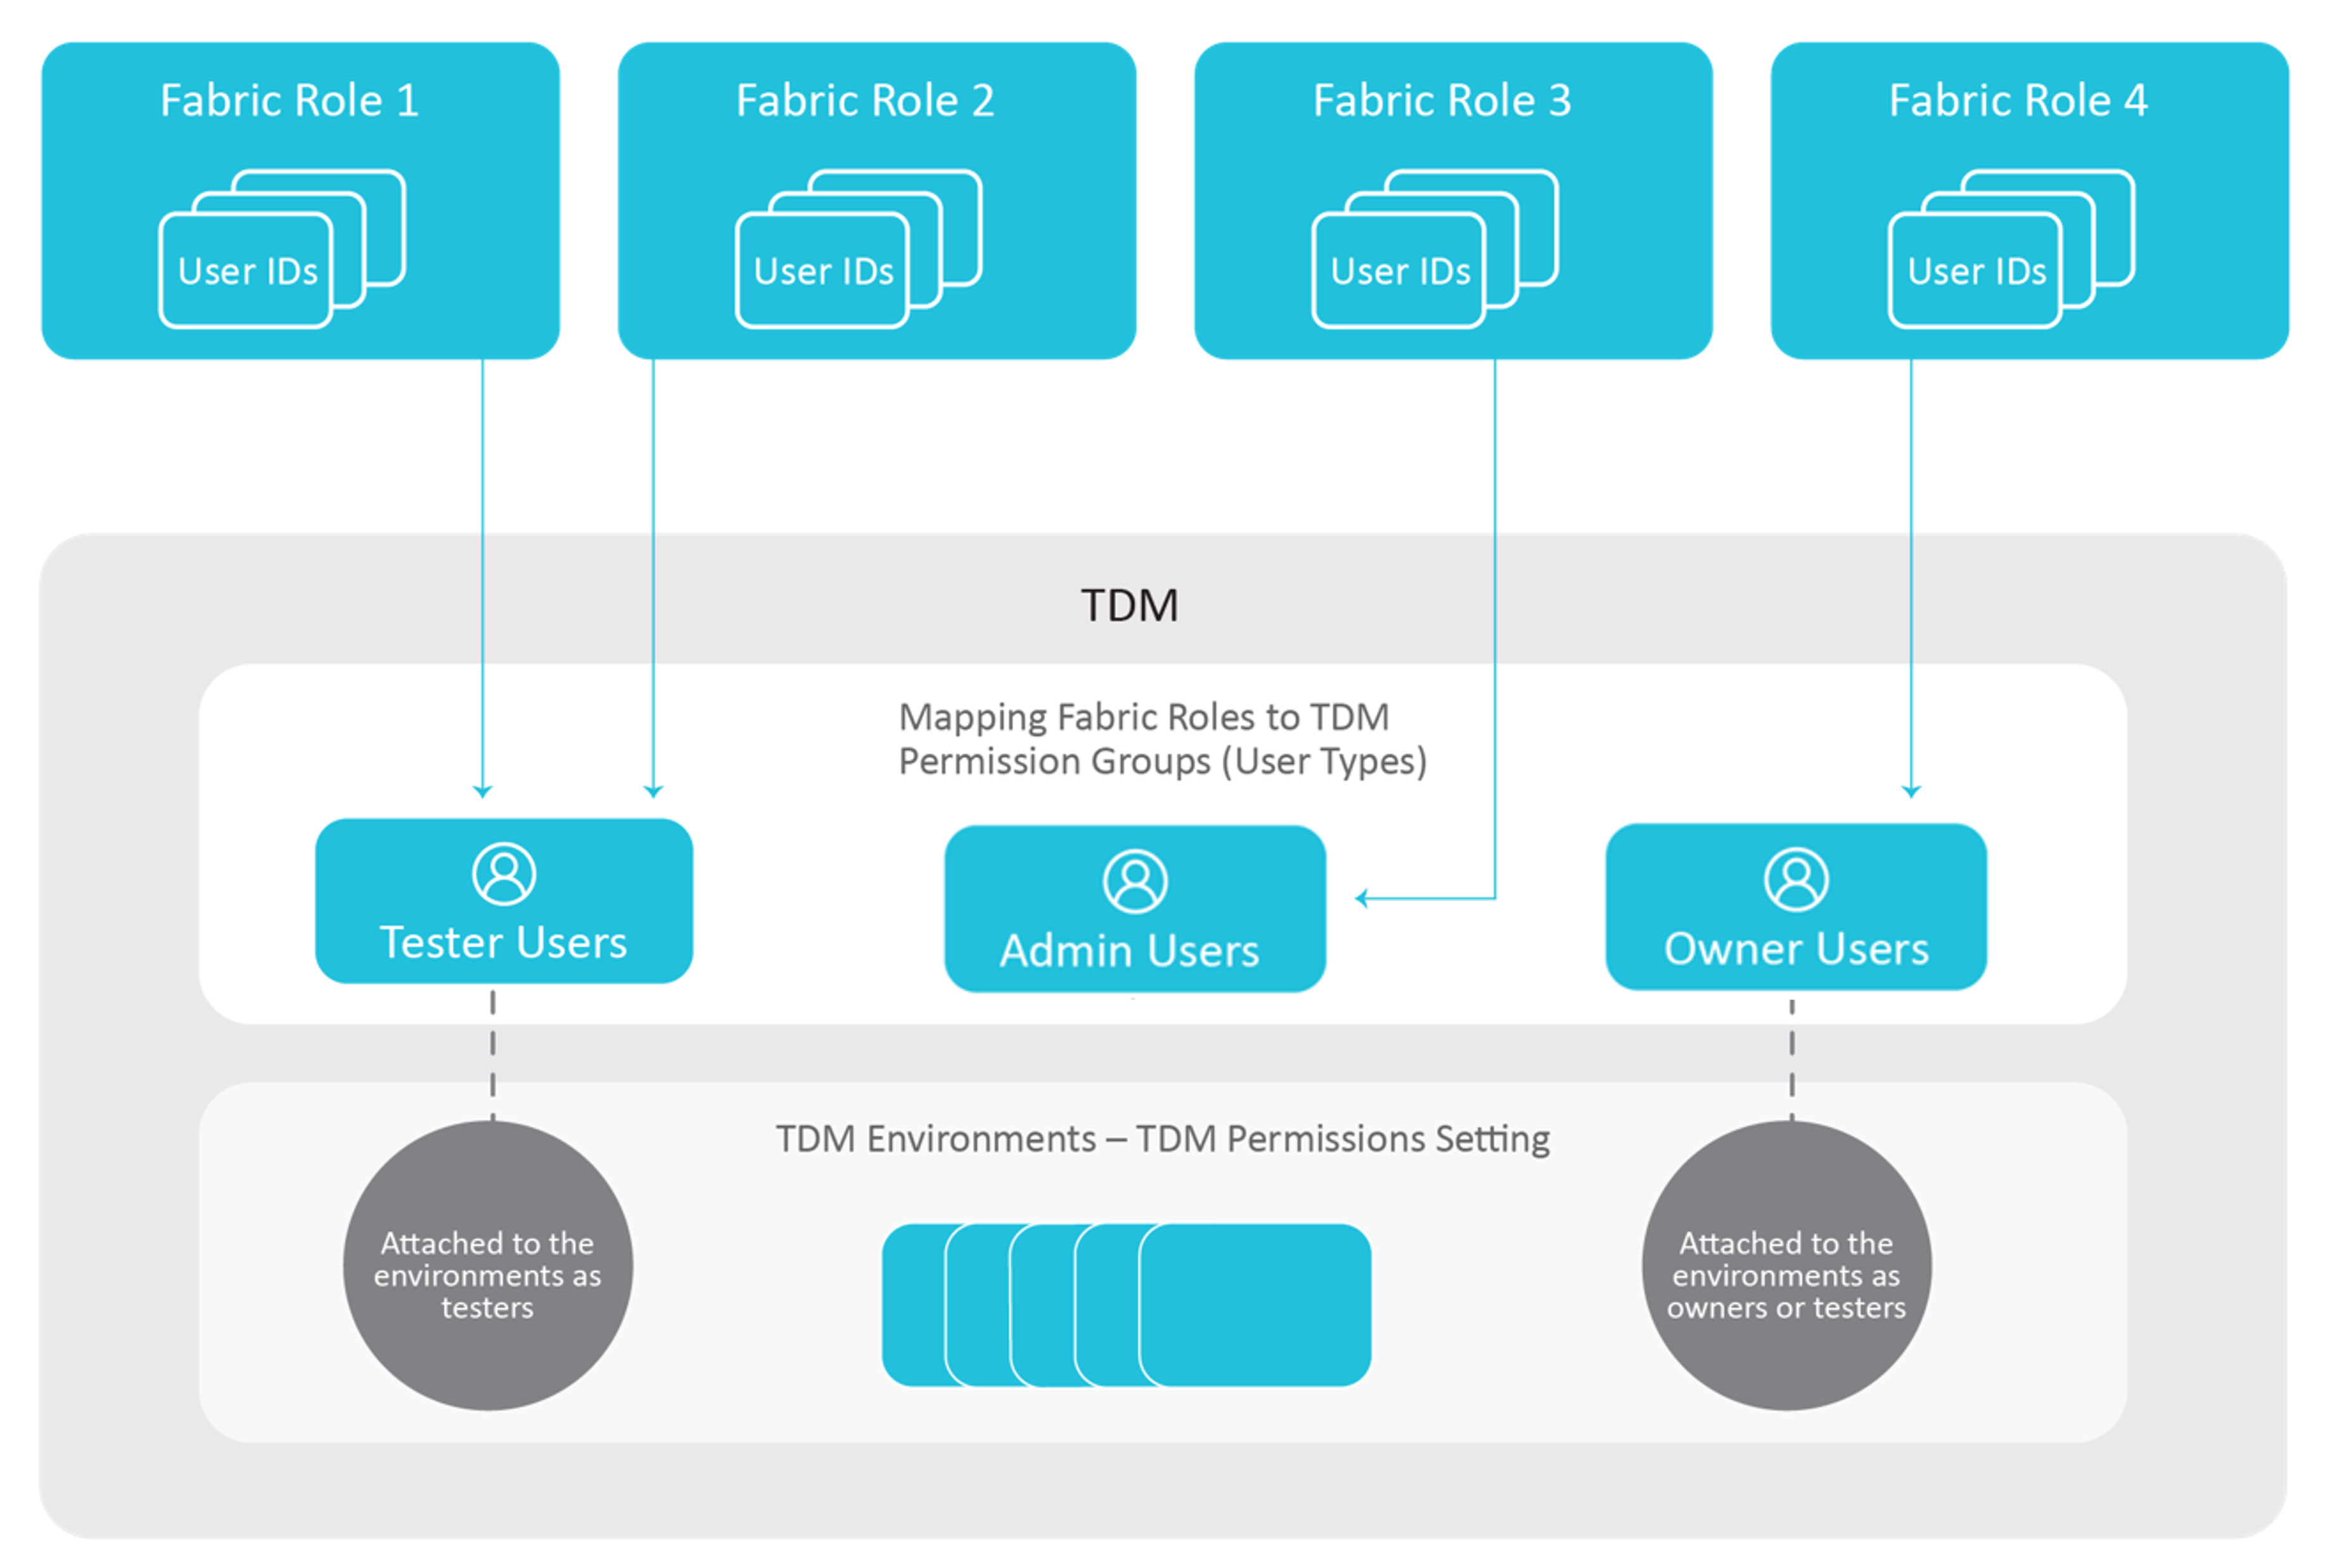 Fabric Role 1
User IDs
Fabric Role 2
User IDs
Fabric Role 3
User IDs
Fabric Role 4
User IDs
TDM
Mapping Fabric Roles to TDM
Permission Groups (User Types)
Tester Users
Admin Users
Owner Users
TDM Environments – TDM Permissions Setting
Attached to the
environments as
testers
Attached to the
environments as
owners or testers